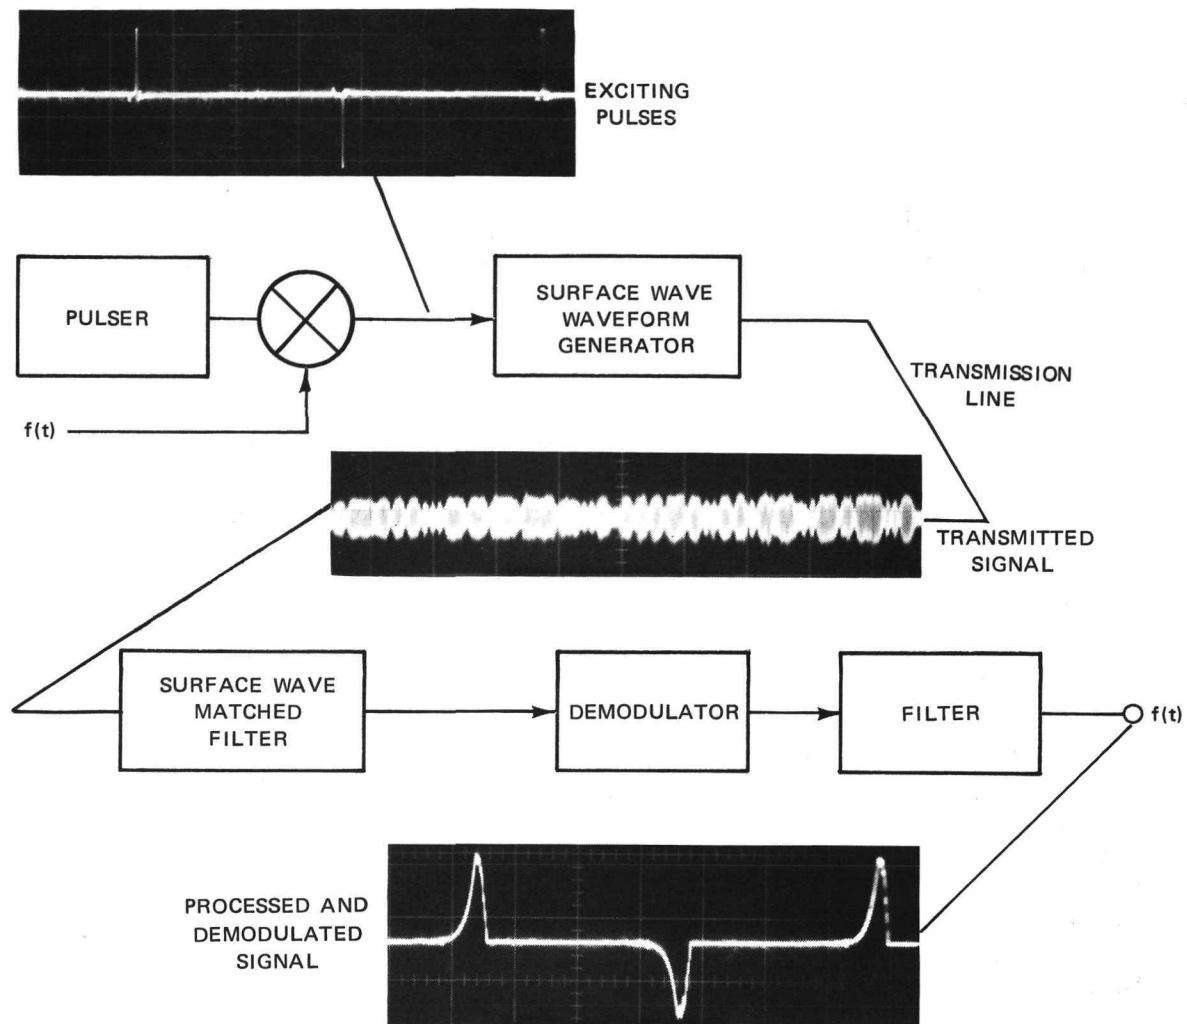 EXCITING
PULSES
PULSER
SURFACE WAVE
WAVEFORM
GENERATOR
TRANSMISSION
LINE
f(t)
TRANSMITTED
SIGNAL
SURFACE WAVE
MATCHED
FILTER
DEMODULATOR
FILTER
f(t)
PROCESSED AND
DEMODULATED
SIGNAL